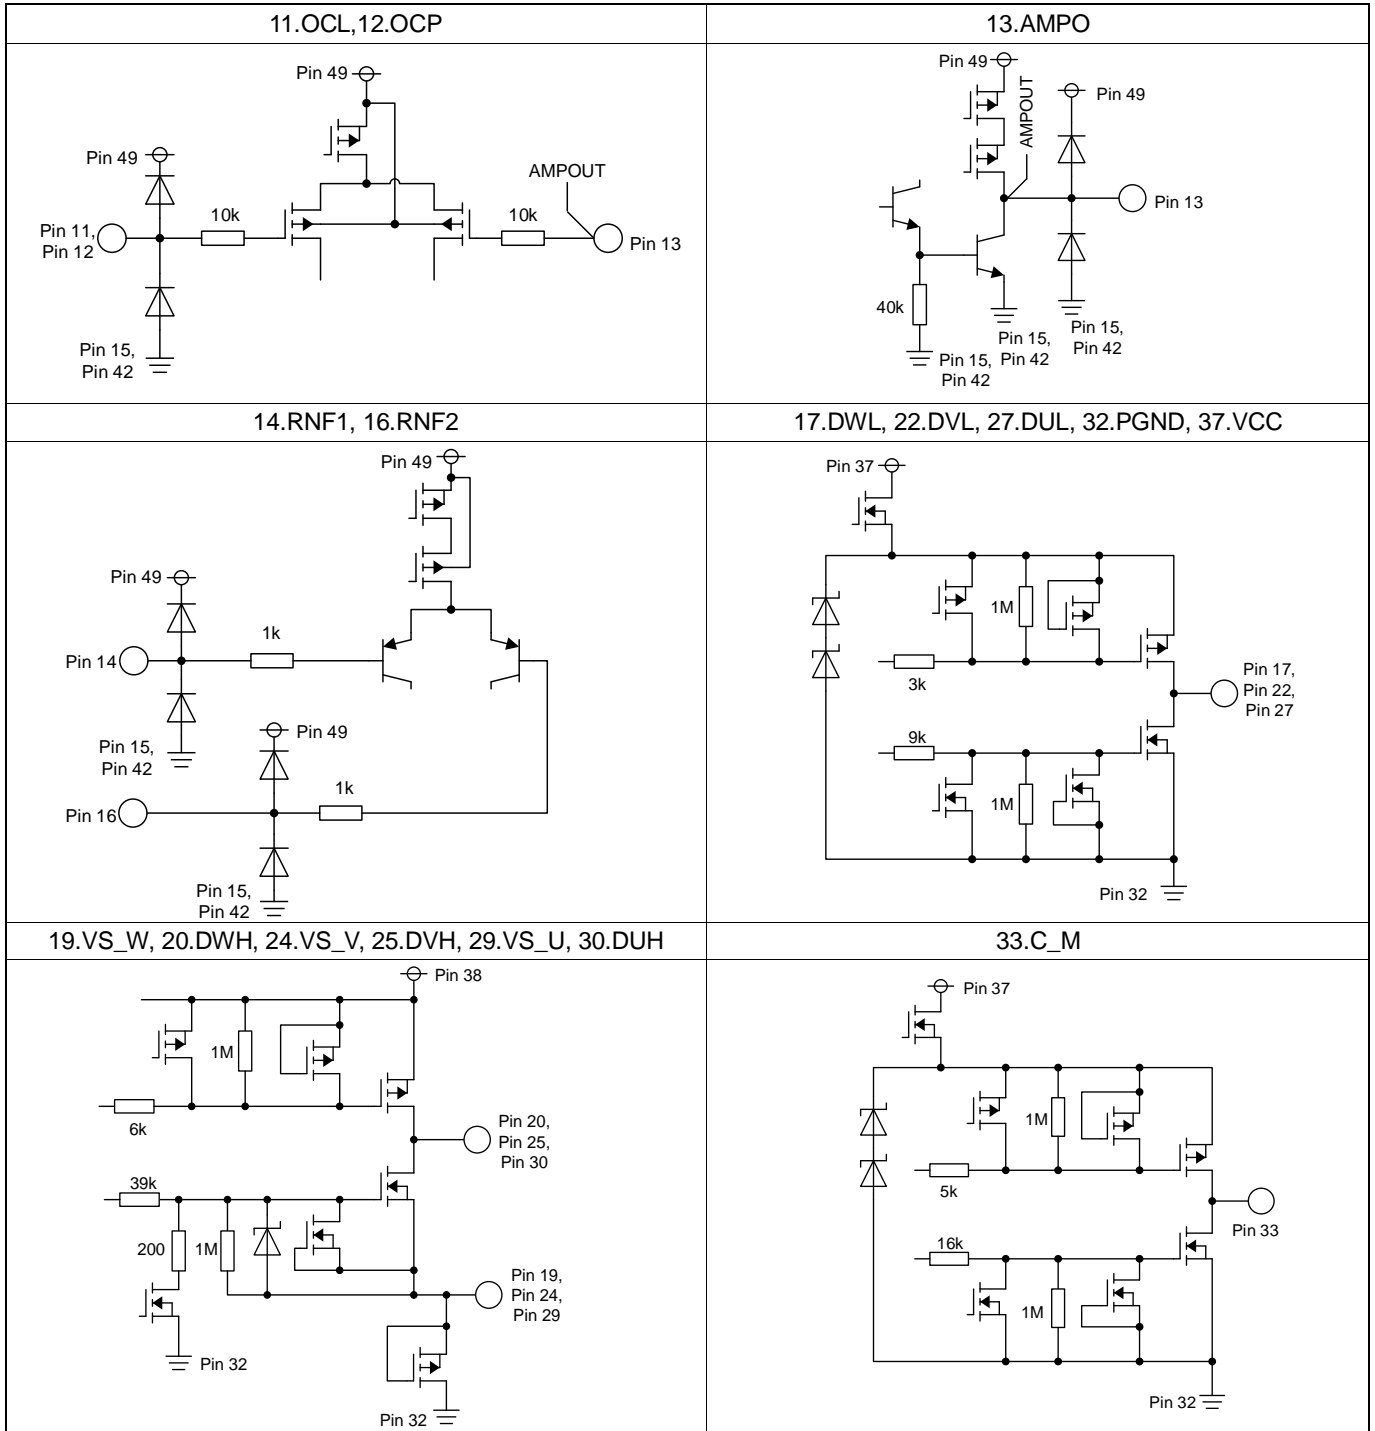 11.OCL,12.OCP
Pin 49
Pin 49
Pin 11,
Pin 12
10k
10k
AMPOUT
Pin 13
Pin 15,
Pin 42
13.AMPO
Pin 49
AMPOUT
Pin 49
Pin 13
40k
Pin 15,
Pin 42
Pin 15,
Pin 42
Pin 15,
Pin 42
14.RNF1, 16.RNF2
Pin 49
Pin 49
Pin 14
1k
Pin 15,
Pin 42
Pin 49
1k
Pin 16
Pin 15,
Pin 42
17.DWL, 22.DVL, 27.DUL, 32.PGND, 37.VCC
Pin 37
1M
3k
Pin 17,
Pin 22,
Pin 27
9k
1M
Pin 32
19.VS_W, 20.DWH, 24.VS_V, 25.DVH, 29.VS_U, 30.DUH
Pin 38
1M
6k
Pin 20,
Pin 25,
Pin 30
39k
200
1M
Pin 19,
Pin 24,
Pin 29
Pin 32
Pin 32
33.C_M
Pin 37
1M
5k
Pin 33
16k
1M
Pin 32